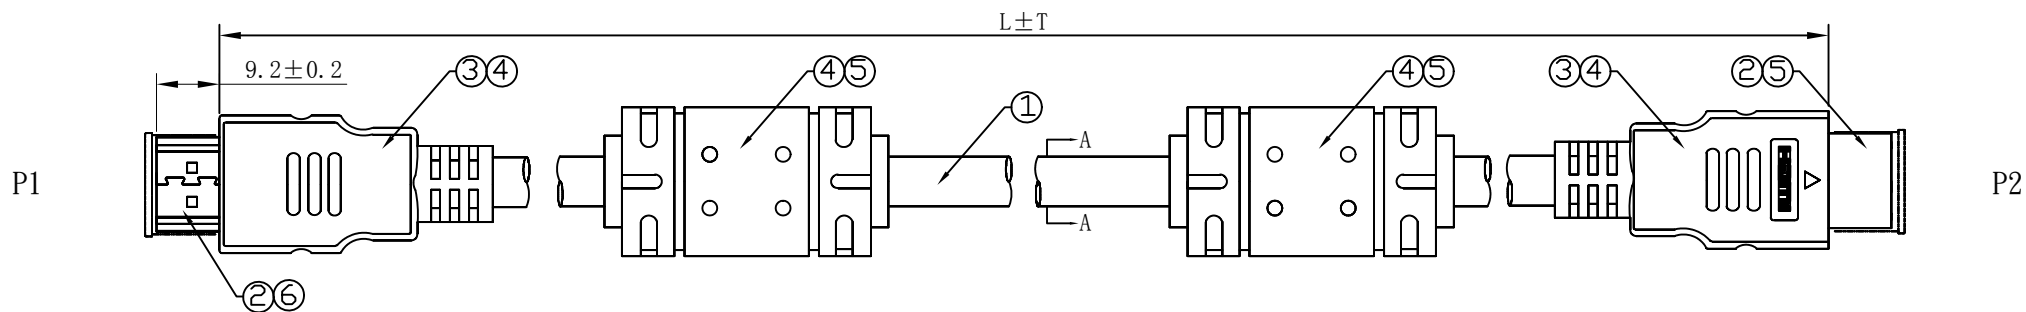 L±T
9.2±0.2
③④
④⑤
④⑤
③④
②⑤
①
A
P1
P2
A
②⑥